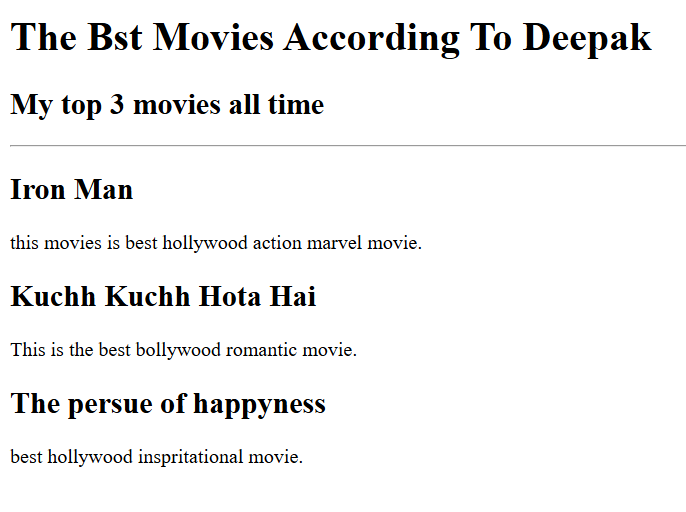 The Bst Movies According To Deepak
My top 3 movies all time
Iron Man
this movies is best hollywood action marvel movie.
Kuchh Kuchh Hota Hai
This is the best bollywood romantic movie.
The persue of happyness
best hollywood inspritational movie.